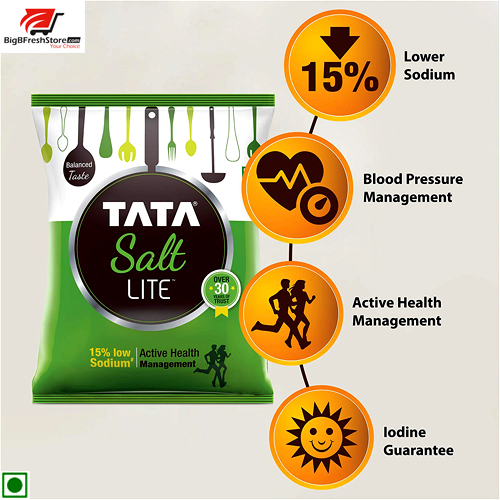 BigBFreshStore.com
Your Choice
15%
Lower
Sodium
Blood Pressure
Management
Active Health
Management
Iodine
Guarantee
Balanced
Taste
TATA®
Salt
LITE™
OVER
30
YEARS OF
TRUST
15% low
Sodium#
Active Health
Management